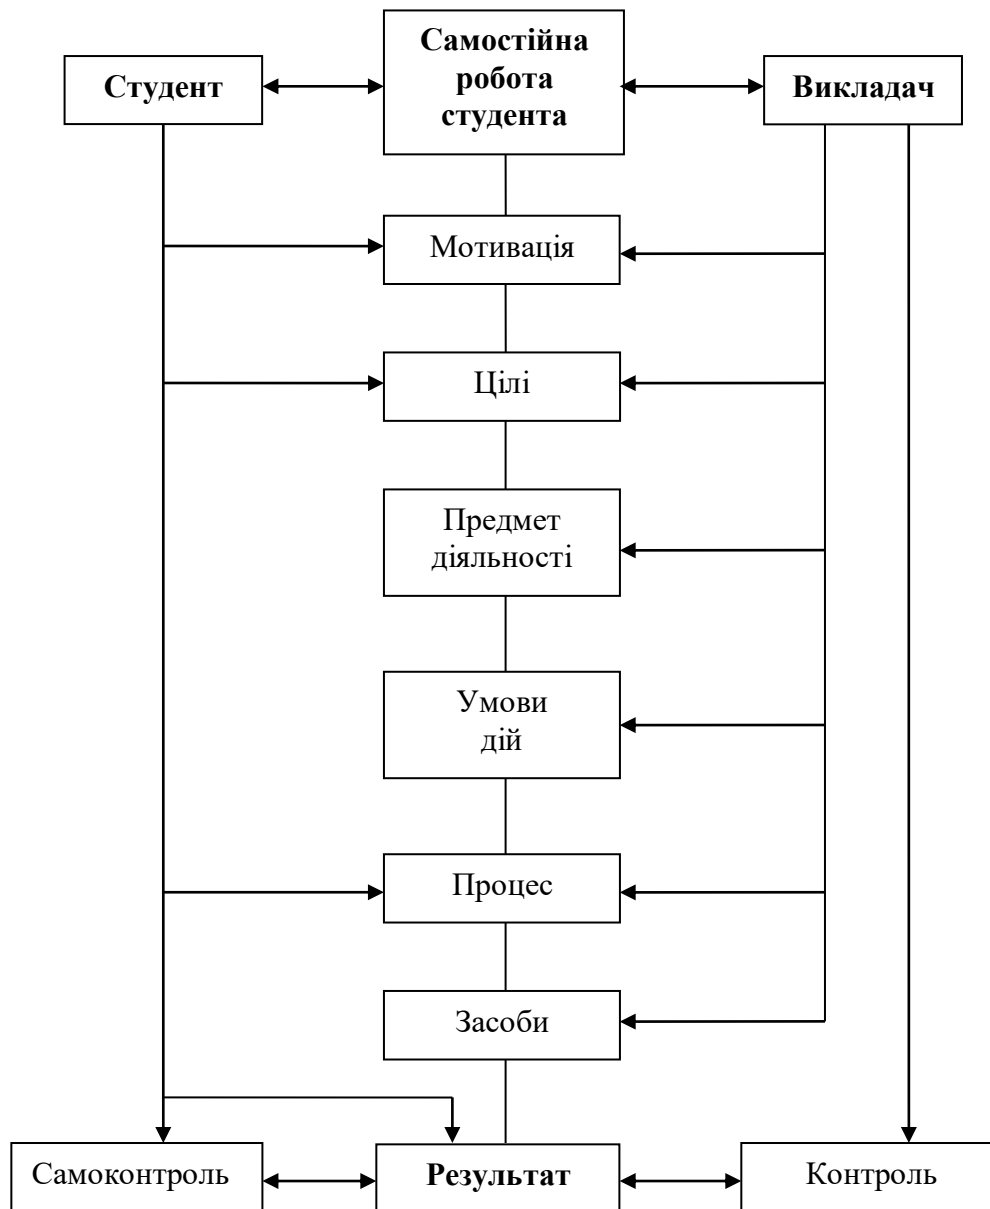 Самостійна
робота
студента
Студент
Викладач
Мотивація
Цілі
Предмет
діяльності
Умови
дій
Процес
Засоби
Самоконтроль
Результат
Контроль